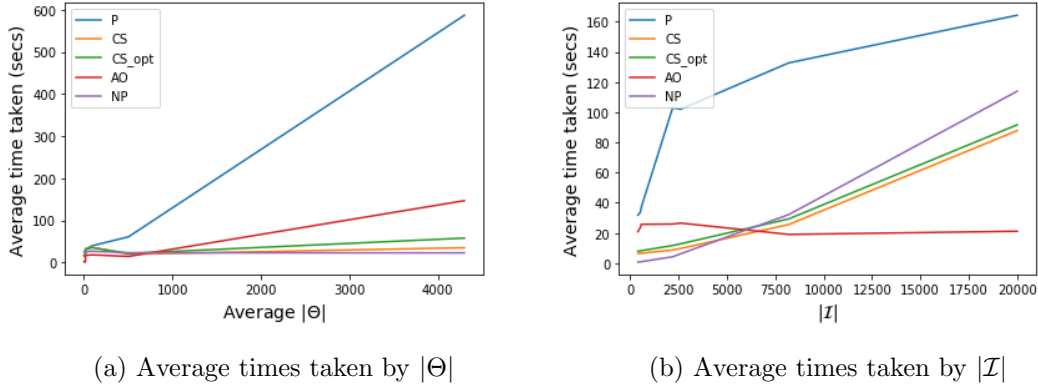 600
500
400
300
200
100
0
Average time taken (secs)
P
CS
CS_opt
AO
NP
0 1000 2000 3000 4000
Average |Θ|
(a) Average times taken by |Θ|
160
140
120
100
80
60
40
20
0
Average time taken (secs)
P
CS
CS_opt
AO
NP
0 2500 5000 7500 10000 12500 15000 17500 20000
|ℐ|
(b) Average times taken by |ℐ|